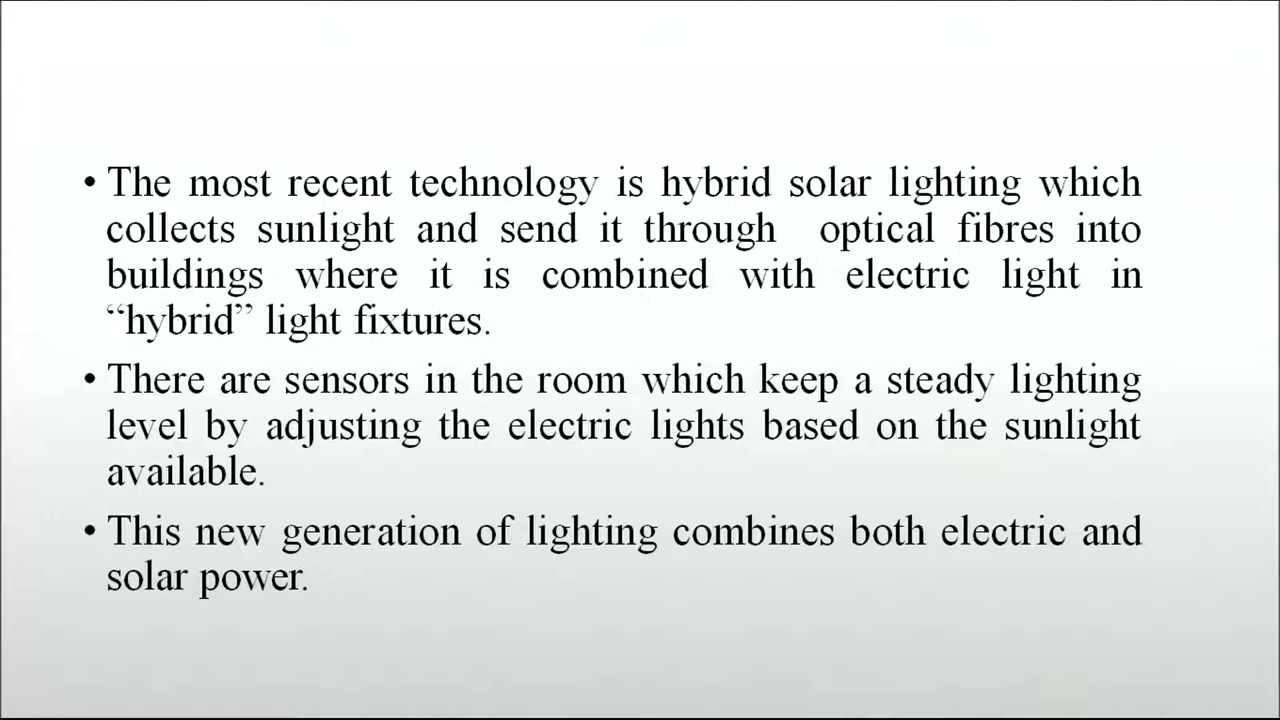 • The most recent technology is hybrid solar lighting which
collects sunlight and send it through optical fibres into
buildings where it is combined with electric light in
“hybrid” light fixtures.
• There are sensors in the room which keep a steady lighting
level by adjusting the electric lights based on the sunlight
available.
• This new generation of lighting combines both electric and
solar power.